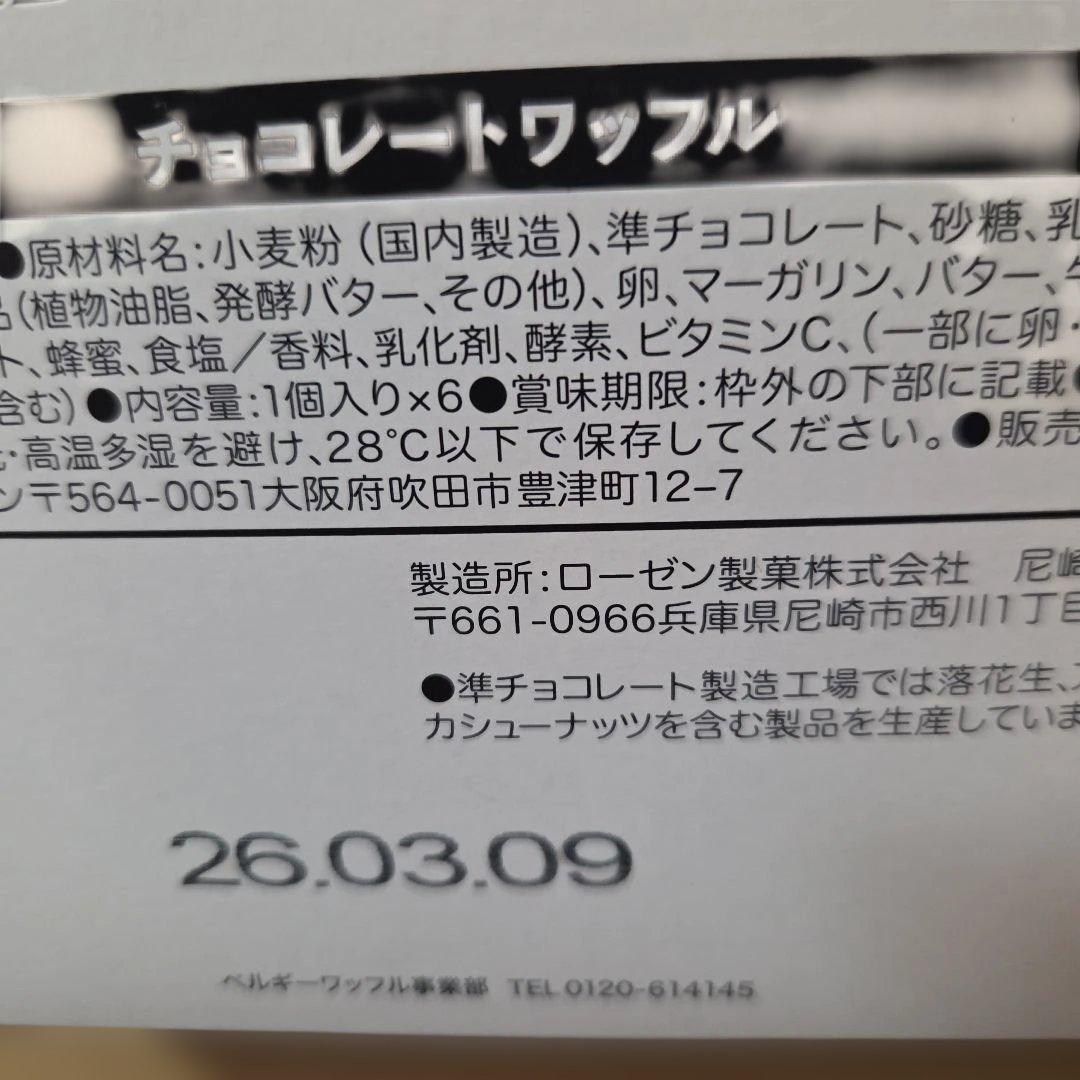 チョコレートワッフル
●原材料名:小麦粉(国内製造)、準チョコレート、砂糖、乳
品(植物油脂、発酵バター、その他)、卵、マーガリン、バター、牛
ト、蜂蜜、食塩/香料、乳化剤、酵素、ビタミンC、(一部に卵・
含む)●内容量:1個入り×6●賞味期限:枠外の下部に記載●
・高温多湿を避け、28℃以下で保存してください。●販売
ン〒564-0051大阪府吹田市豊津町12-7
製造所:ローゼン製菓株式会社 尼崎
〒661-0966兵庫県尼崎市西川1丁目
●準チョコレート製造工場では落花生、
カシューナッツを含む製品を生産していま
26.03.09
ベルギーワッフル事業部 TEL 0120-614145